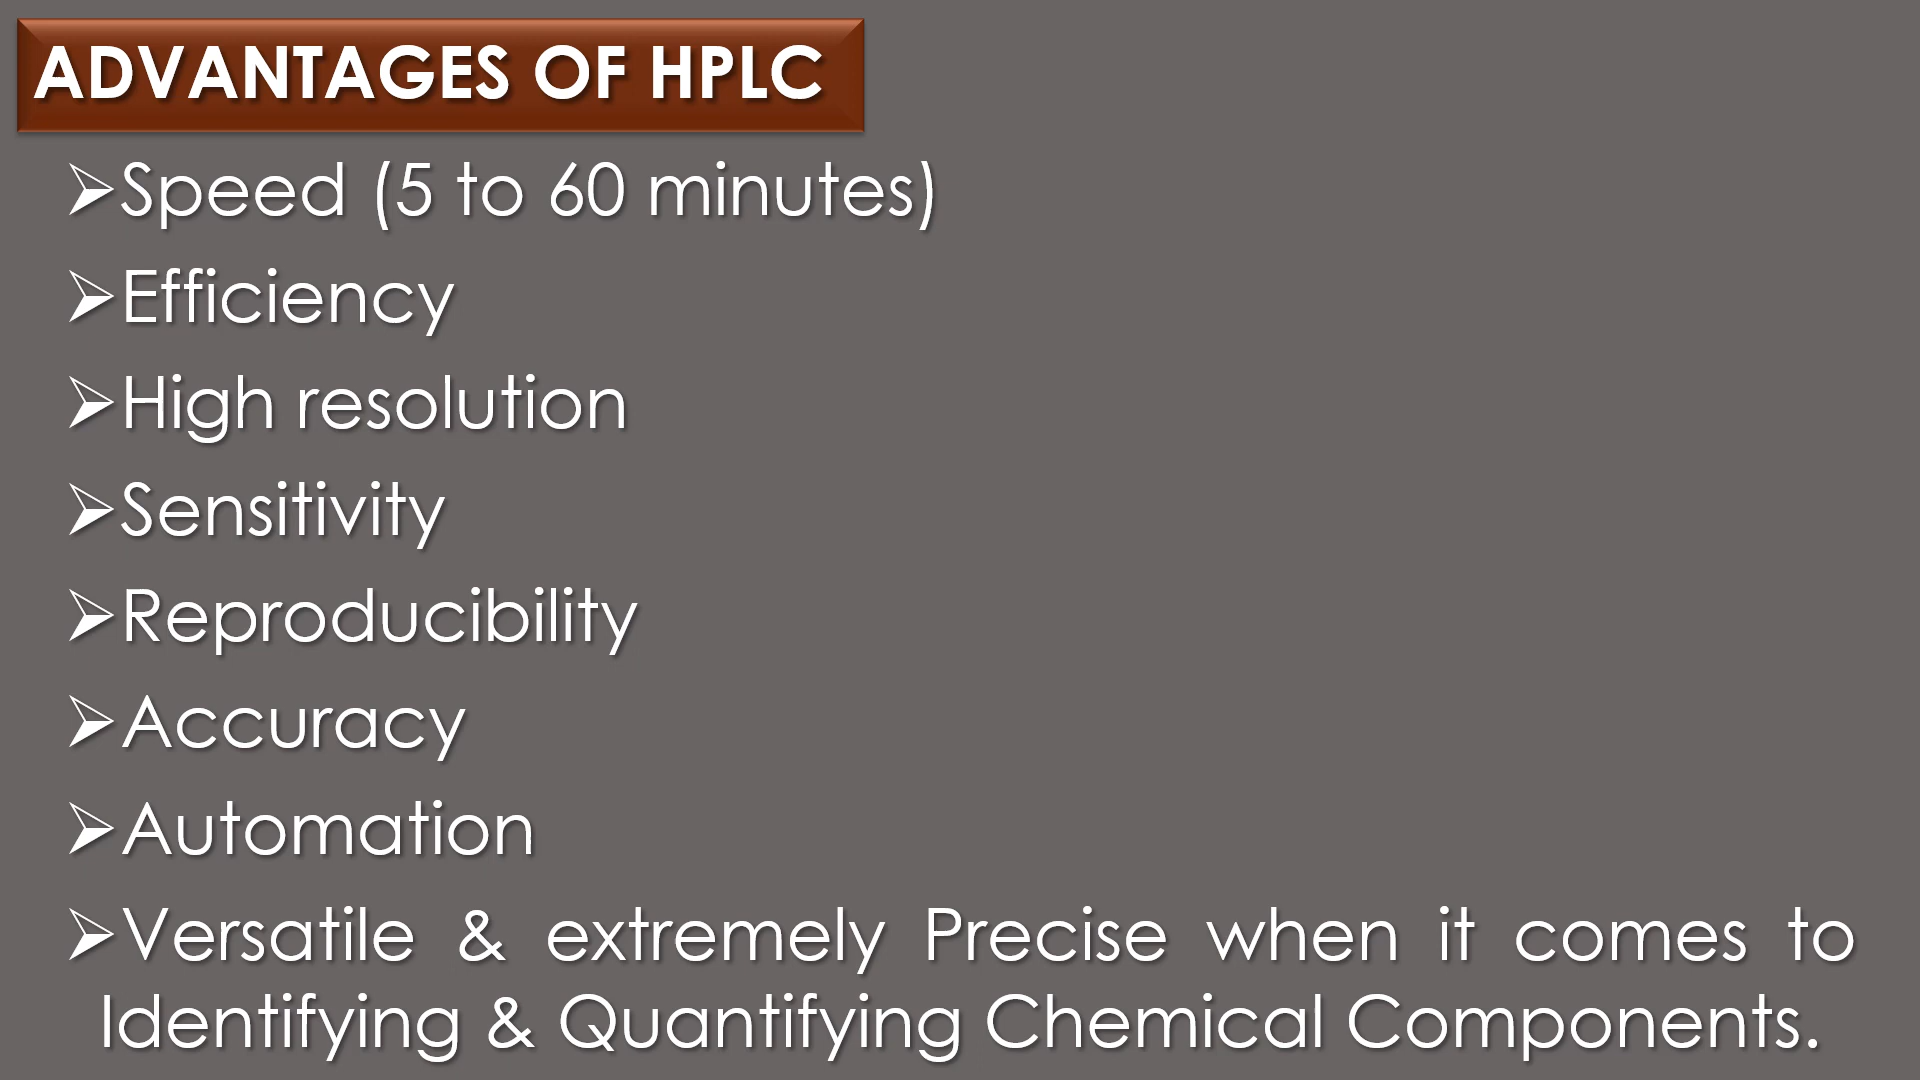 ADVANTAGES OF HPLC
➢Speed (5 to 60 minutes)
➢Efficiency
➢High resolution
➢Sensitivity
➢Reproducibility
➢Accuracy
➢Automation
➢Versatile & extremely Precise when it comes to
Identifying & Quantifying Chemical Components.